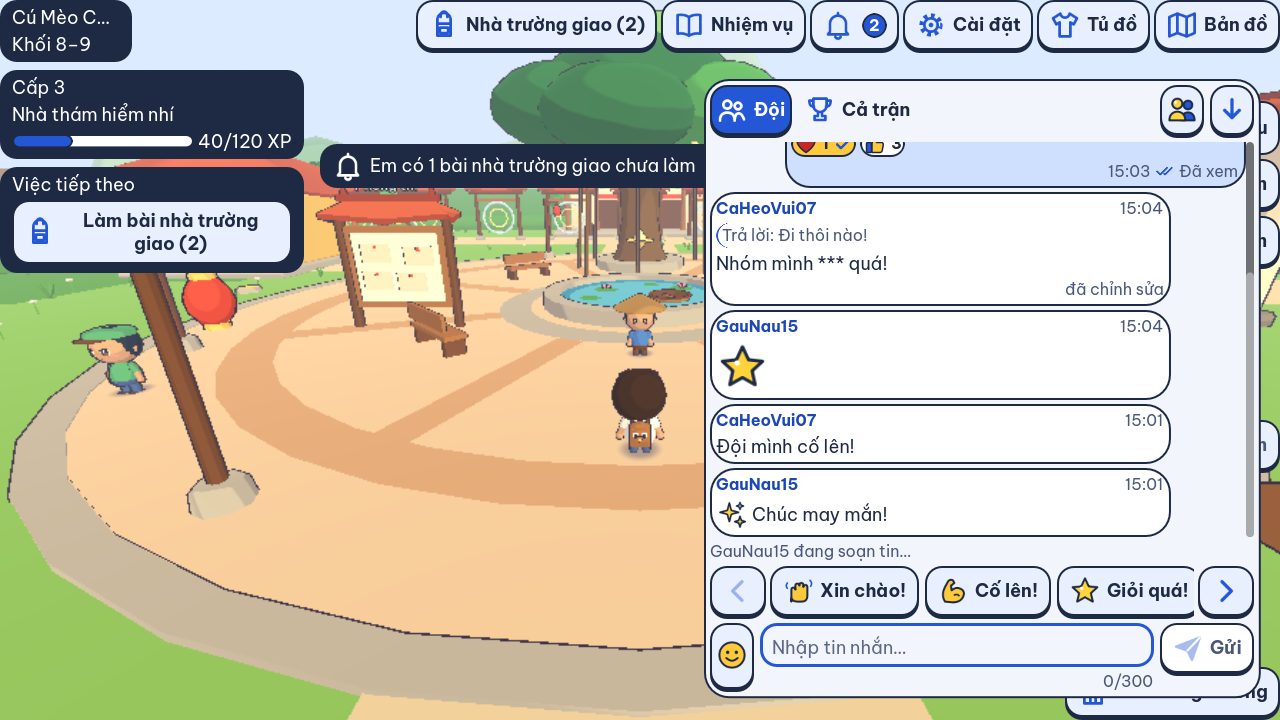 Cú Mèo C...
Khối 8–9
Nhà trường giao (2)
Nhiệm vụ
2
Cài đặt
Tủ đồ
Bản đồ
Cấp 3
Nhà thám hiểm nhí
40/120 XP
Việc tiếp theo
Làm bài nhà trường
giao (2)
Em có 1 bài nhà trường giao chưa làm
Đội
Cả trận
1
3
15:03
Đã xem
CaHeoVui07
15:04
Trả lời: Đi thôi nào!
Nhóm mình *** quá!
đã chỉnh sửa
GauNau15
15:04
CaHeoVui07
15:01
Đội mình cố lên!
GauNau15
15:01
Chúc may mắn!
GauNau15 đang soạn tin...
Xin chào!
Cố lên!
Giỏi quá!
Nhập tin nhắn...
Gửi
0/300